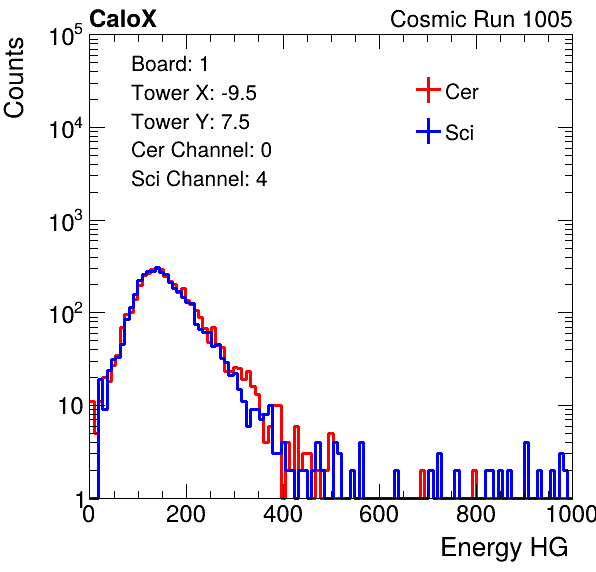 CaloX Cosmic Run 1005
Counts
Board: 1
Tower X: -9.5
Tower Y: 7.5
Cer Channel: 0
Sci Channel: 4
Cer
Sci
10^5
10^4
10^3
10^2
10
1
0 200 400 600 800 1000
Energy HG